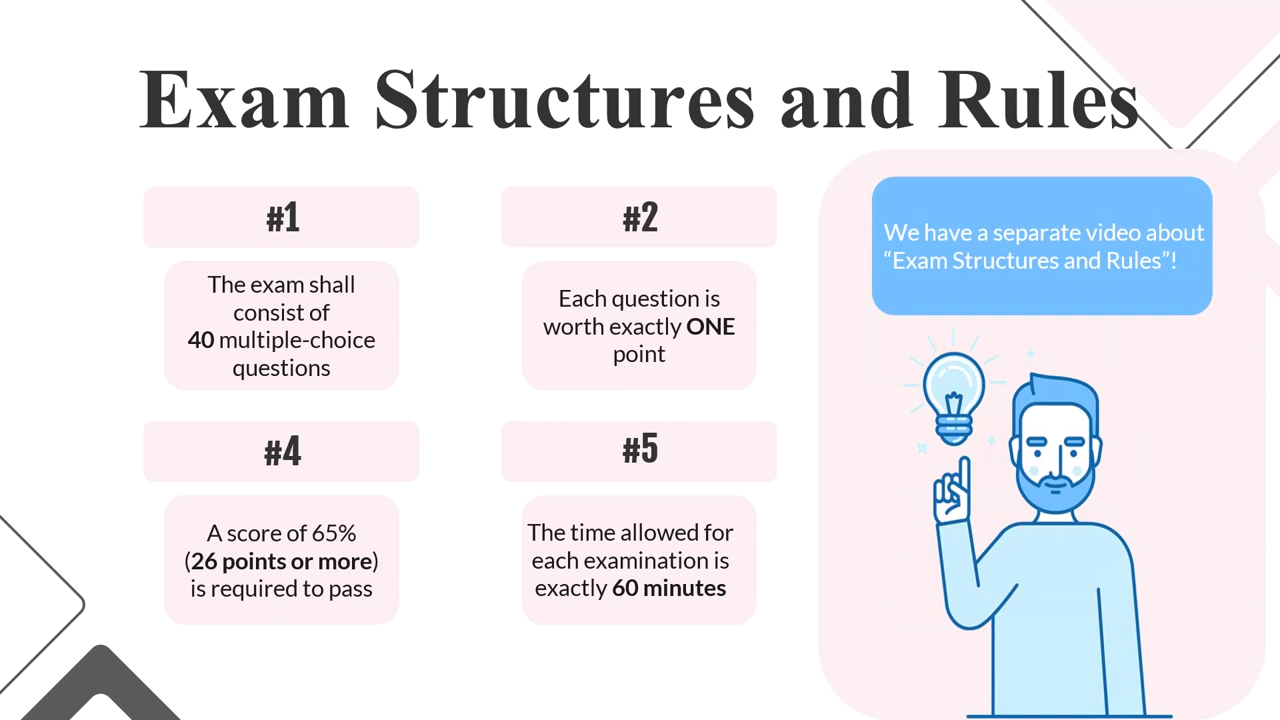 Exam Structures and Rules
#1
The exam shall
consist of
40 multiple-choice
questions
#2
Each question is
worth exactly ONE
point
#4
A score of 65%
(26 points or more)
is required to pass
#5
The time allowed for
each examination is
exactly 60 minutes
We have a separate video about
“Exam Structures and Rules”!